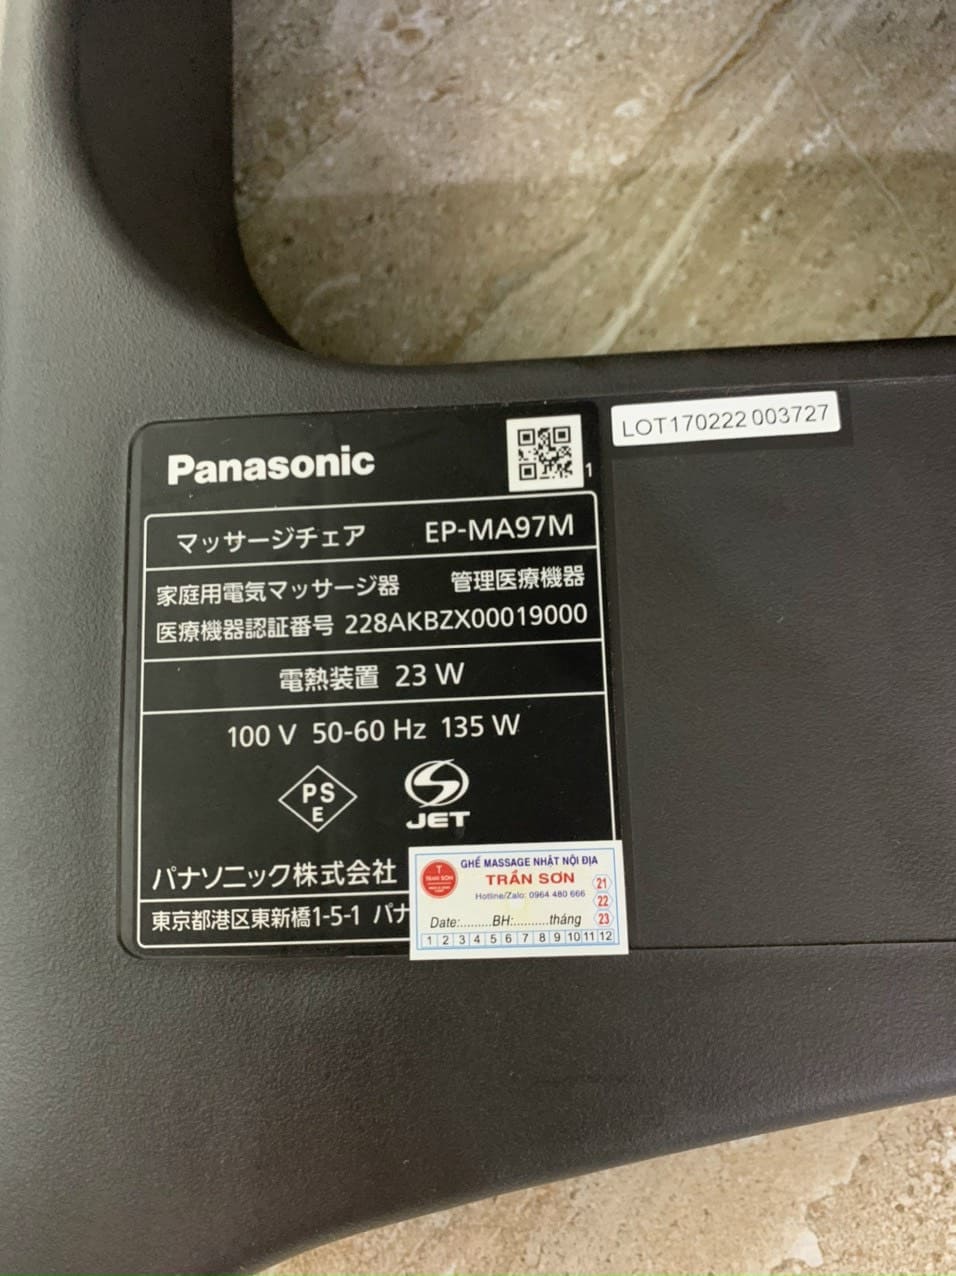 Panasonic
1
LOT170222 003727
マッサージチェア EP-MA97M
家庭用電気マッサージ器 管理医療機器
医療機器認証番号 228AKBZX00019000
電熱装置 23 W
100 V 50-60 Hz 135 W
PS
E
JET
パナソニック株式会社
東京都港区東新橋1-5-1 パナ
GHẾ MASSAGE NHẬT NỘI ĐỊA
T
TRẦN SƠN
TRẦN SƠN
Hotline/Zalo: 0964 480 666
21
22
Date:.........BH:..........tháng
23
1 2 3 4 5 6 7 8 9 10 11 12